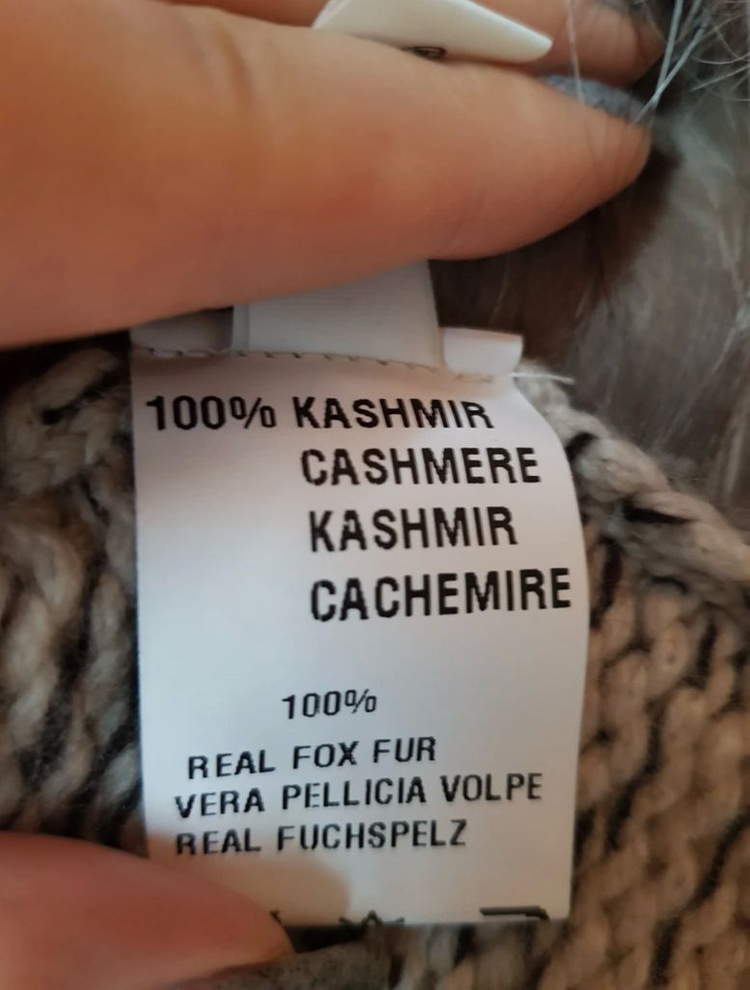 100% KASHMIR
CASHMERE
KASHMIR
CACHEMIRE
100%
REAL FOX FUR
VERA PELLICIA VOLPE
REAL FUCHSPELZ